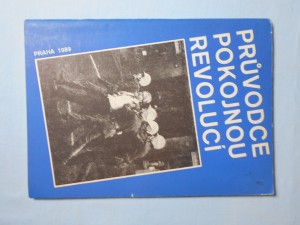 PRŮVODCE
POKOJNOU
REVOLUCÍ
PRAHA 1989